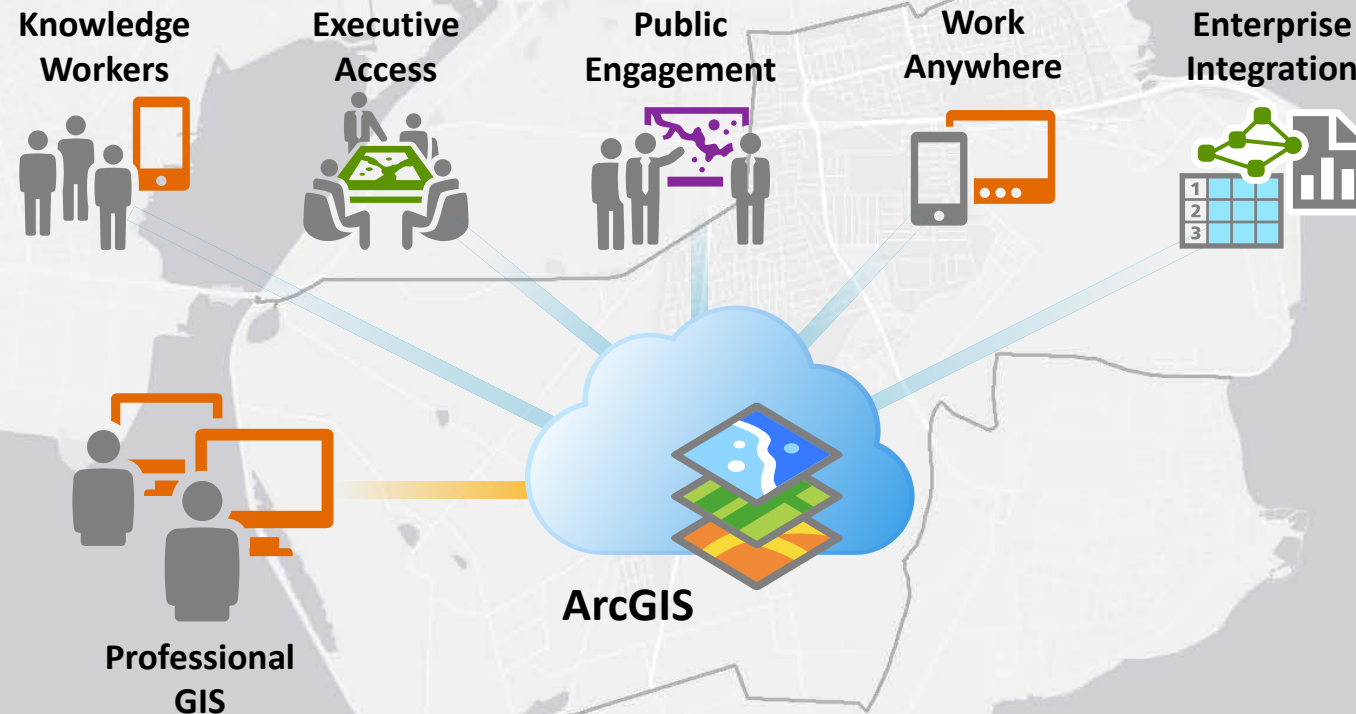 Knowledge
Workers
Executive
Access
Public
Engagement
Work
Anywhere
Enterprise
Integration
1
2
3
ArcGIS
Professional
GIS